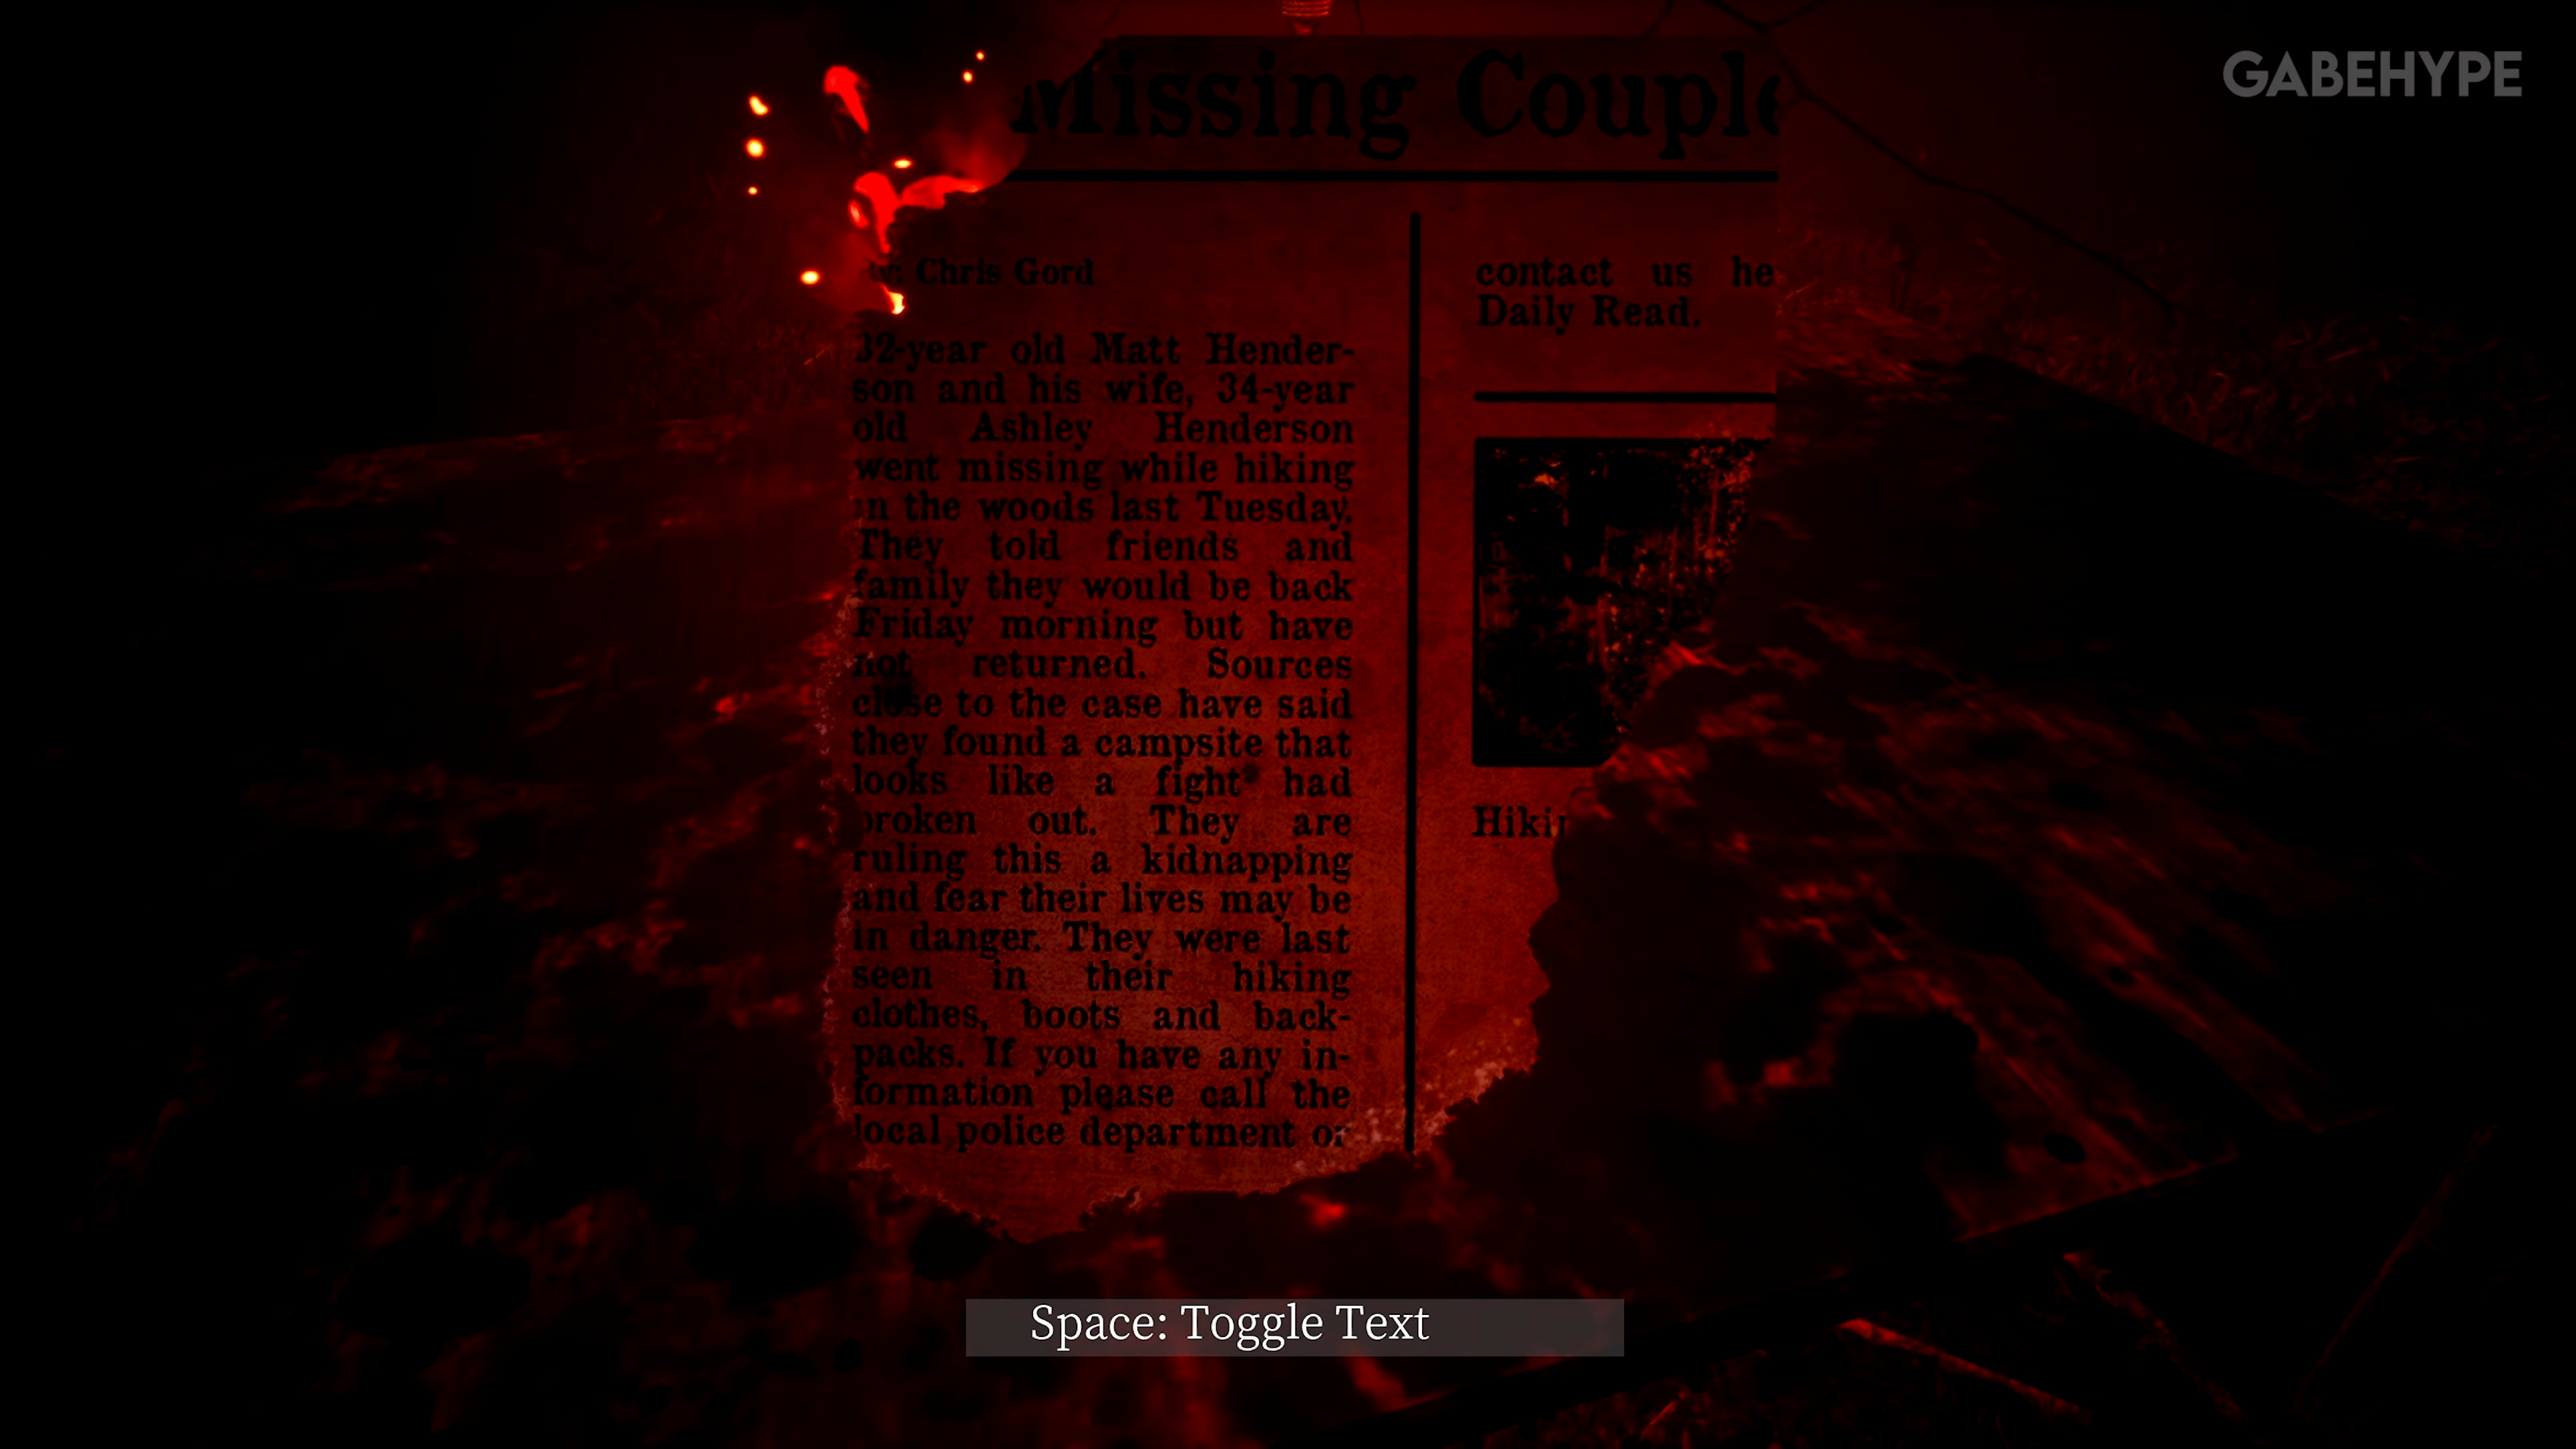 GABEHYPE
Missing Couple
Chris Gord
32-year old Matt Hender-
son and his wife, 34-year
old Ashley Henderson
went missing while hiking
in the woods last Tuesday.
They told friends and
family they would be back
Friday morning but have
not returned. Sources
close to the case have said
they found a campsite that
looks like a fight had
broken out. They are
ruling this a kidnapping
and fear their lives may be
in danger. They were last
seen in their hiking
clothes, boots and back-
packs. If you have any in-
formation please call the
local police department or
contact us he
Daily Read.
Space: Toggle Text